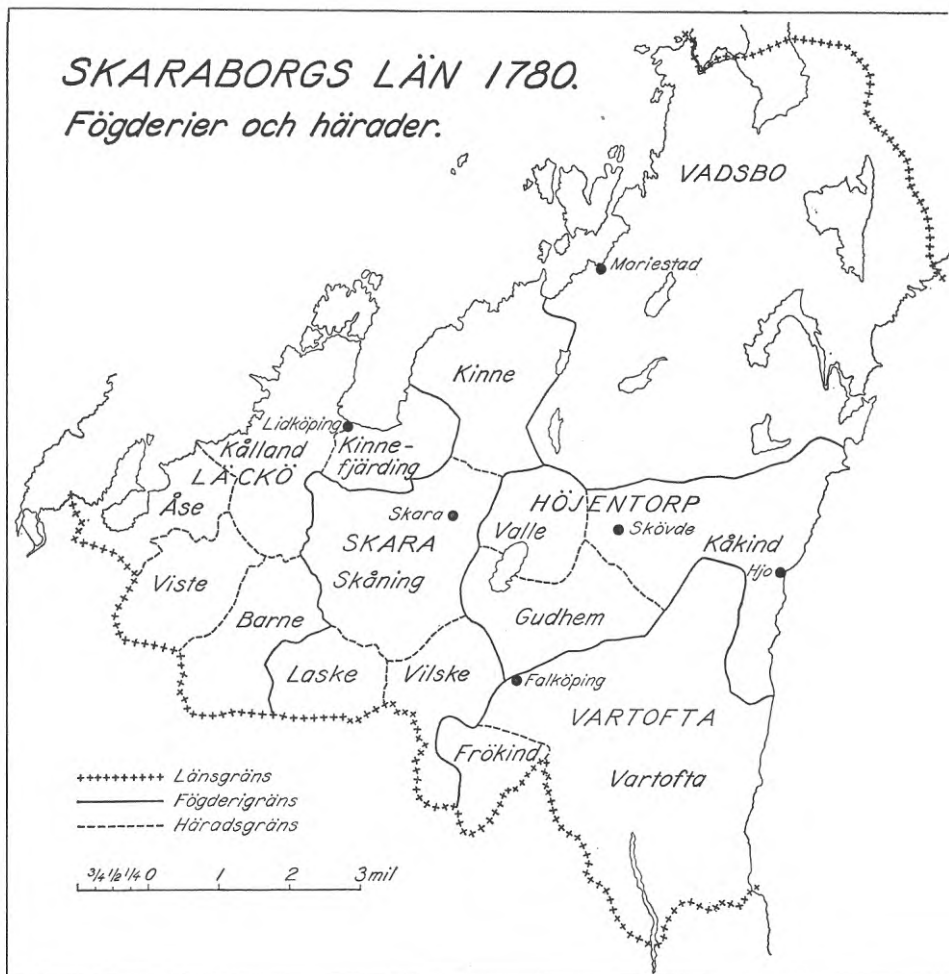 SKARABORGS LÄN 1780.
Fögderier och härader.
VADSBO
Mariestad
Kinne
Lidköping
Kålland
Kinne-
fjärding
LÄCKÖ
Åse
HÖJENTORP
Skara
Valle
Skövde
SKARA
Kåkind
Skåning
Hjo
Viste
Barne
Gudhem
Laske
Vilske
Falköping
VARTOFTA
Frökind
Vartofta
Länsgräns
Fögderigräns
Häradsgräns
3/4 1/2 1/4 0 1 2 3 mil